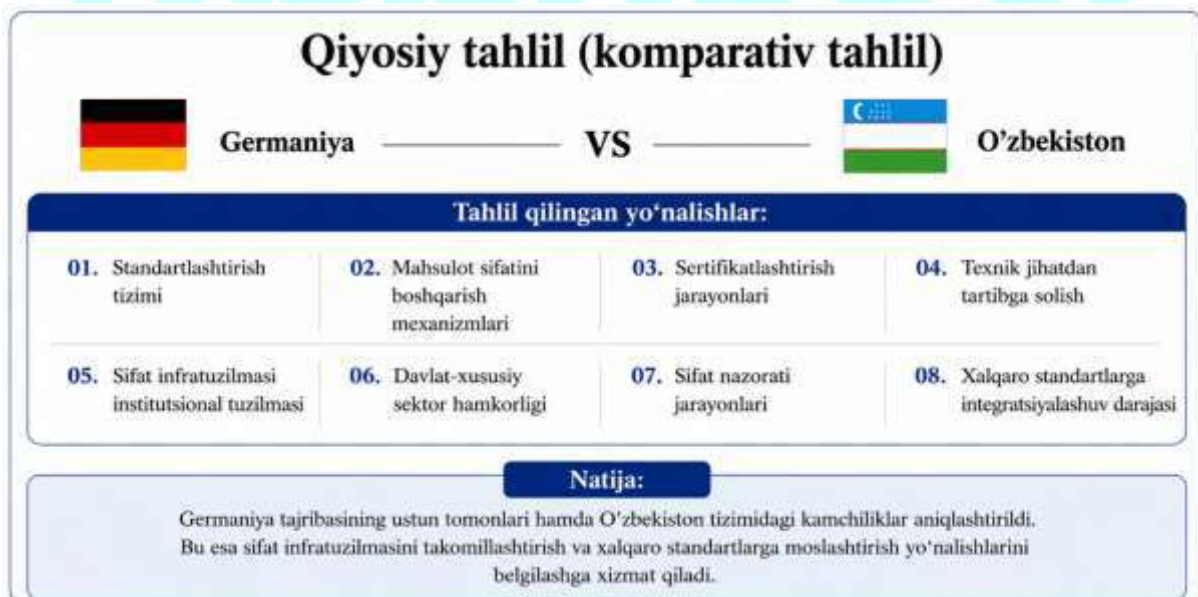 Qiyosiy tahlil (komparativ tahlil)
Germaniya
VS
O’zbekiston
Tahlil qilingan yo‘nalishlar:
01. Standartlashtirish
tizimi
02. Mahsulot sifatini
boshqarish
mexanizmlari
03. Sertifikatlashtirish
jarayonlari
04. Texnik jihatdan
tartibga solish
05. Sifat infratuzilmasi
institutsional tuzilmasi
06. Davlat-xususiy
sektor hamkorligi
07. Sifat nazorati
jarayonlari
08. Xalqaro standartlarga
integratsiyalashuv darajasi
Natija:
Germaniya tajribasining ustun tomonlari hamda O’zbekiston tizimidagi kamchiliklar aniqlashtirildi.
Bu esa sifat infratuzilmasini takomillashtirish va xalqaro standartlarga moslashtirish yo‘nalishlarini
belgilashga xizmat qiladi.